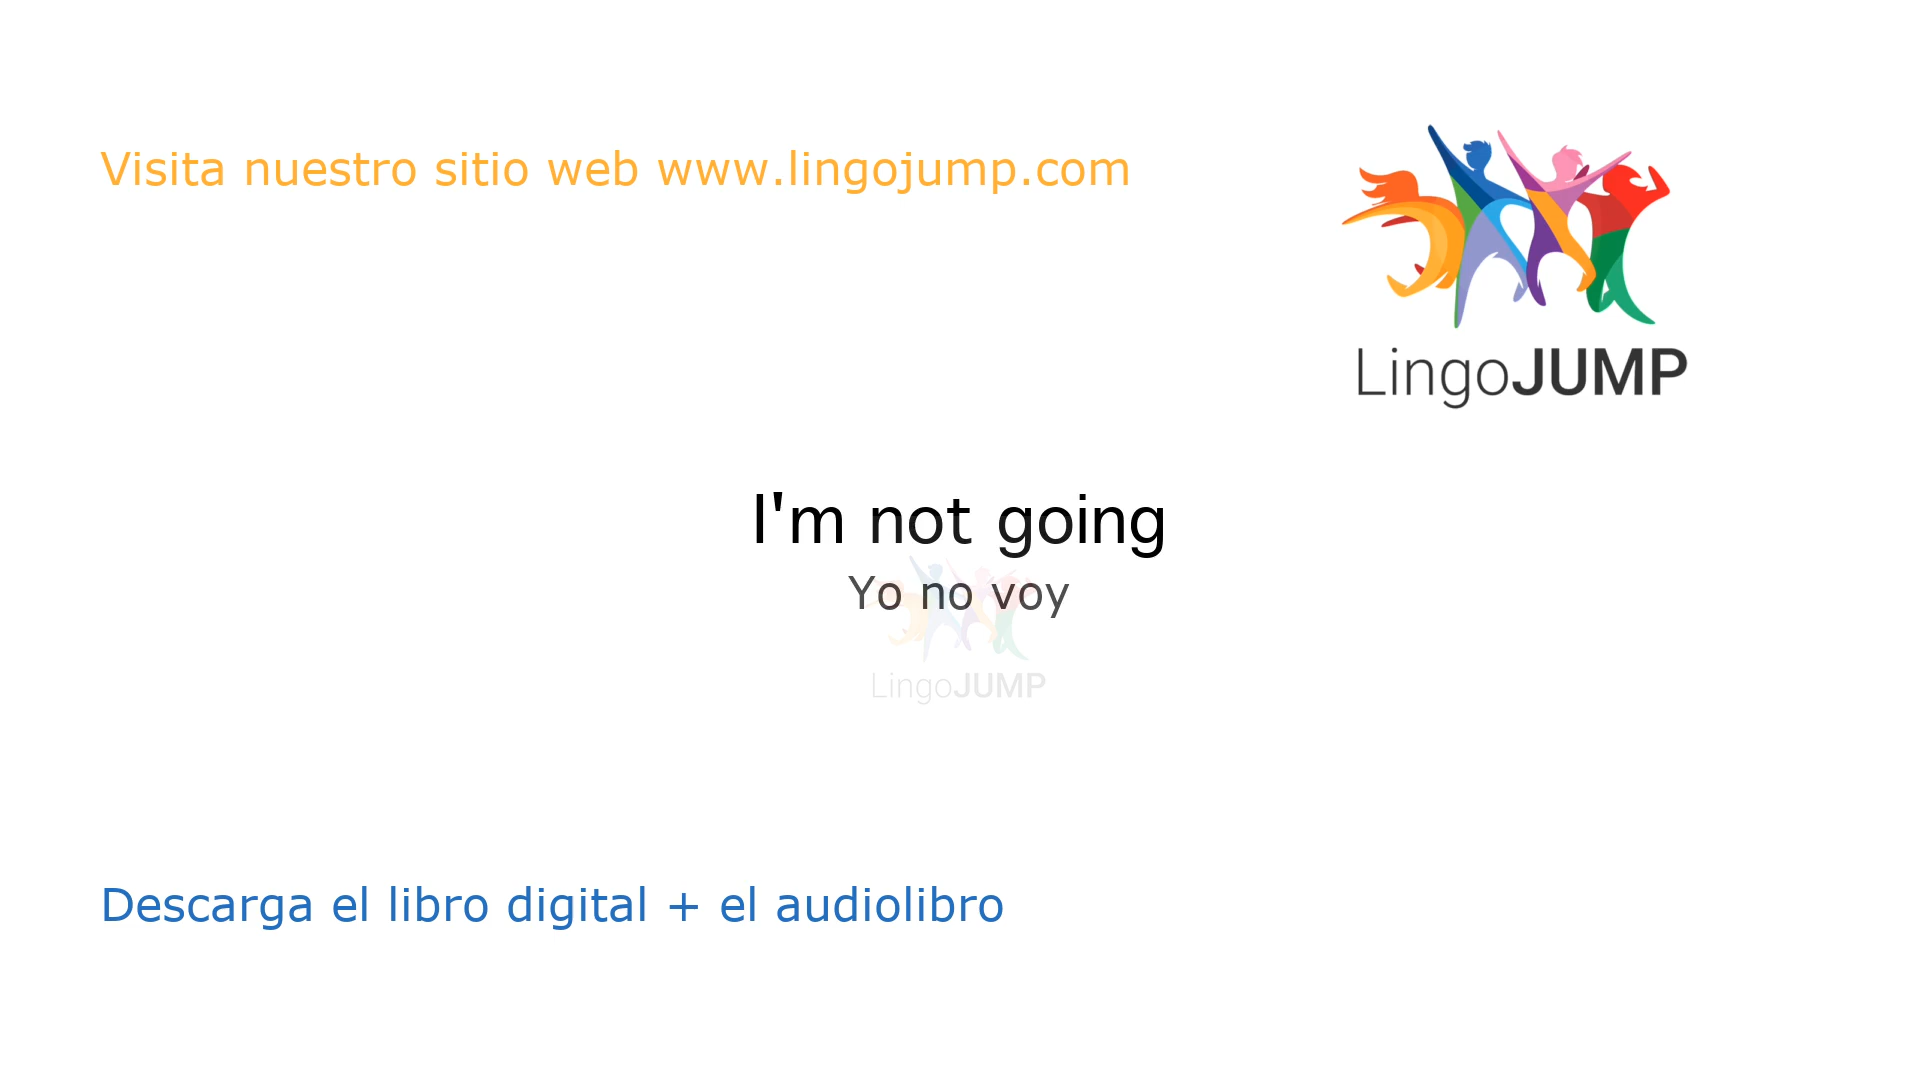 Visita nuestro sitio web www.lingojump.com
LingoJUMP
I'm not going
Yo no voy
LingoJUMP
Descarga el libro digital + el audiolibro